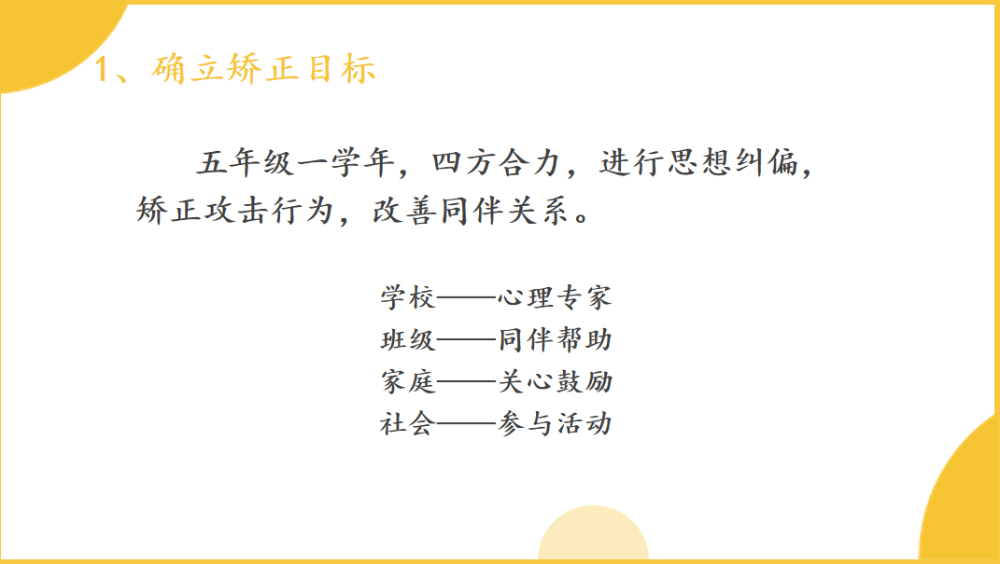 1、确立矫正目标
五年级一学年，四方合力，进行思想纠偏，
矫正攻击行为，改善同伴关系。
学校——心理专家
班级——同伴帮助
家庭——关心鼓励
社会——参与活动